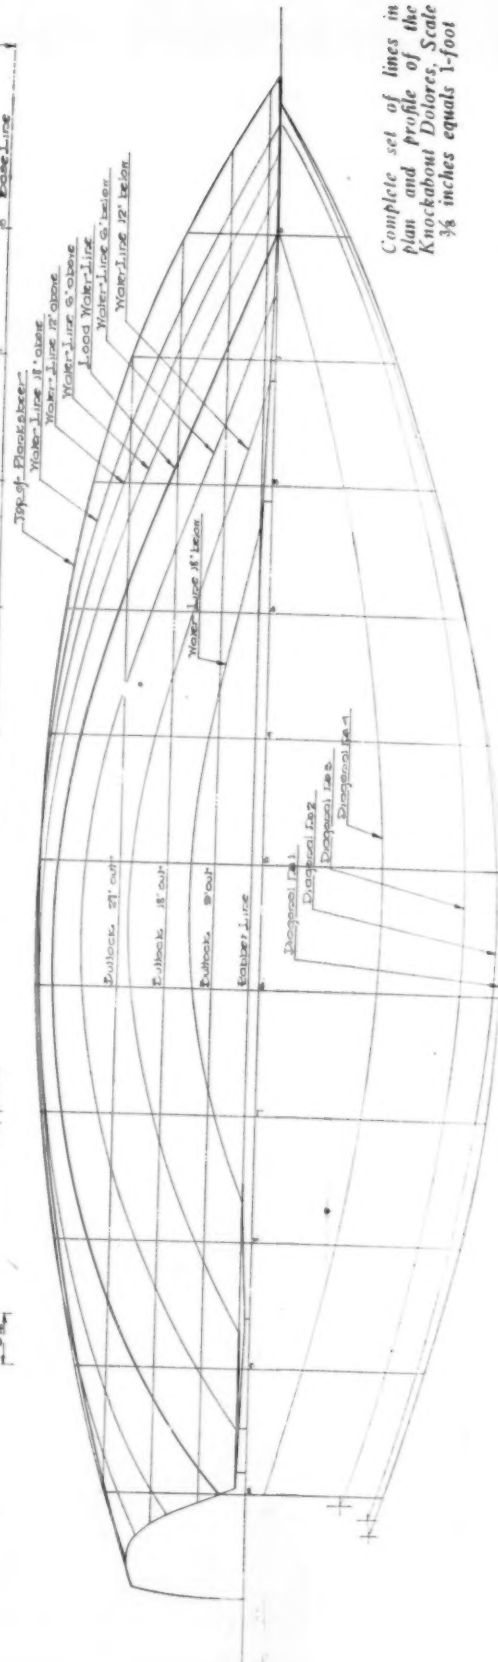 Base Line
Top of Planksheer
Water Line 18" above
Water Line 12" above
Water Line 6" above
Load Water Line
Water Line 6" below
Water Line 12" below
Water Line 18" below
Buttock 27" out
Buttock 18" out
Buttock 9" out
Rabbet Line
Diagonal No 1
Diagonal No 2
Diagonal No 3
Diagonal No 4
Complete set of lines in
plan and profile of the
Knockabout Dolores, Scale
⅜ inches equals 1-foot